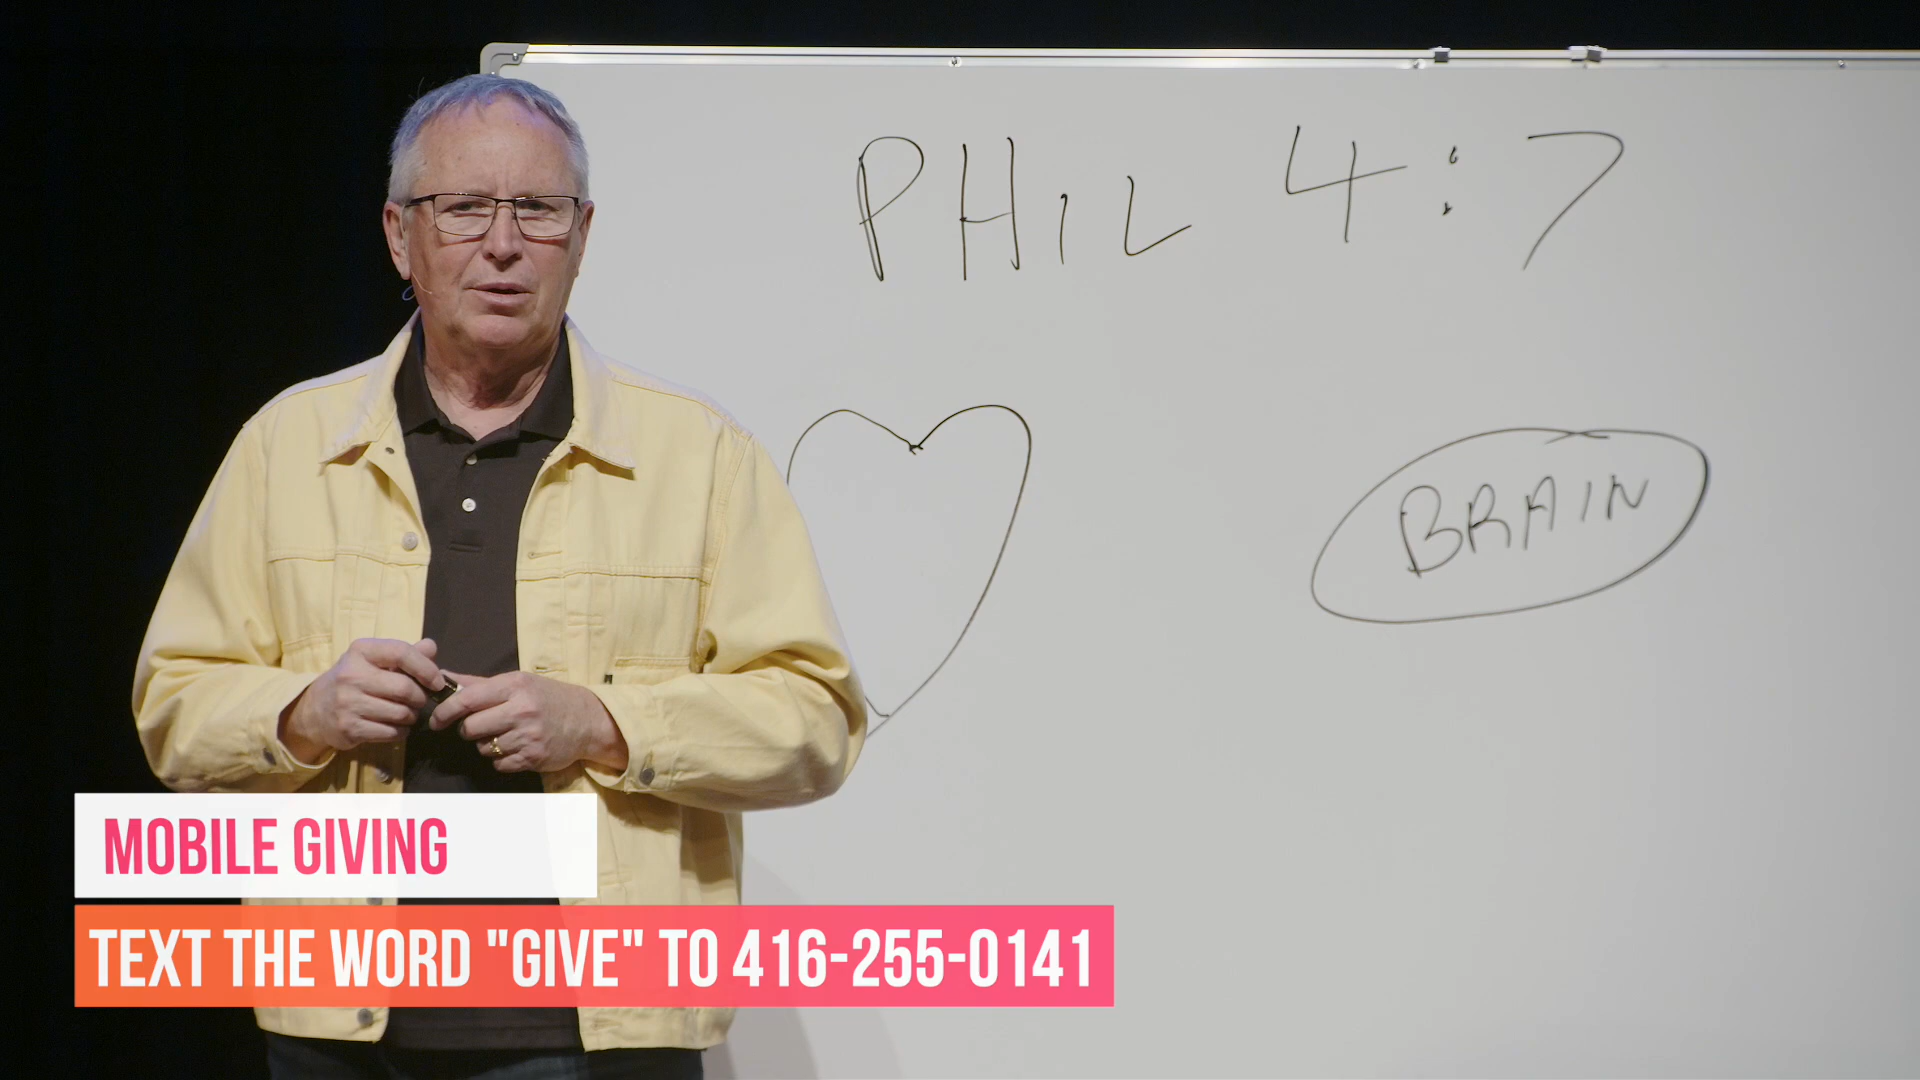 PHIL 4:7
BRAIN
MOBILE GIVING
TEXT THE WORD "GIVE" TO 416-255-0141